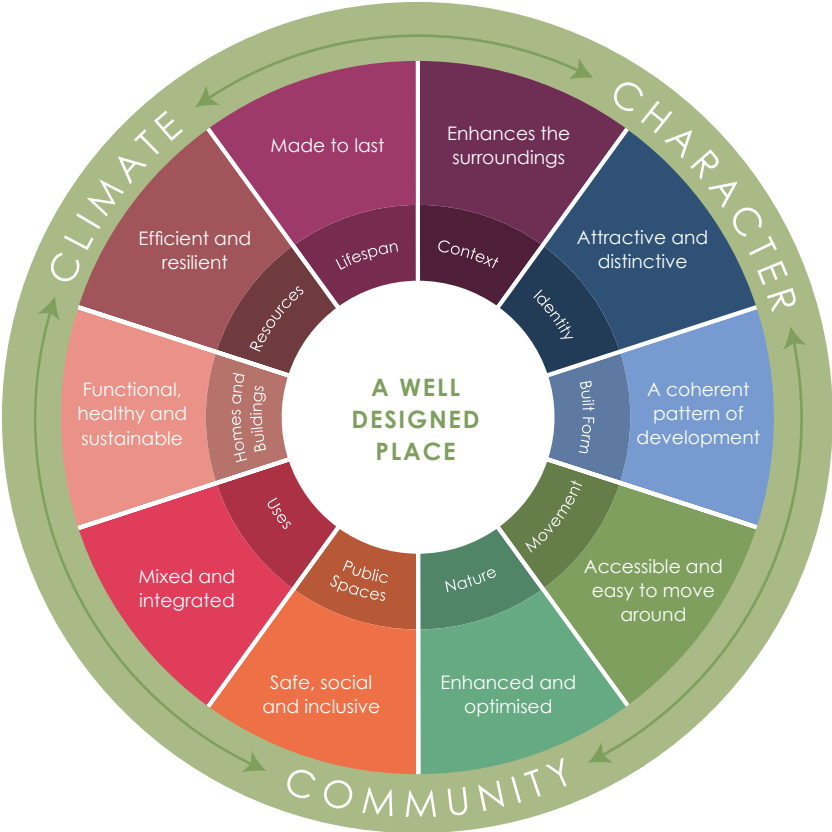 CLIMATE
CHARACTER
COMMUNITY
A WELL
DESIGNED
PLACE
Enhances the
surroundings
Context
Attractive and
distinctive
Identity
A coherent
pattern of
development
Built Form
Accessible and
easy to move
around
Movement
Enhanced and
optimised
Nature
Safe, social
and inclusive
Public
Spaces
Mixed and
integrated
Uses
Functional,
healthy and
sustainable
Homes and
Buildings
Efficient and
resilient
Resources
Made to last
Lifespan